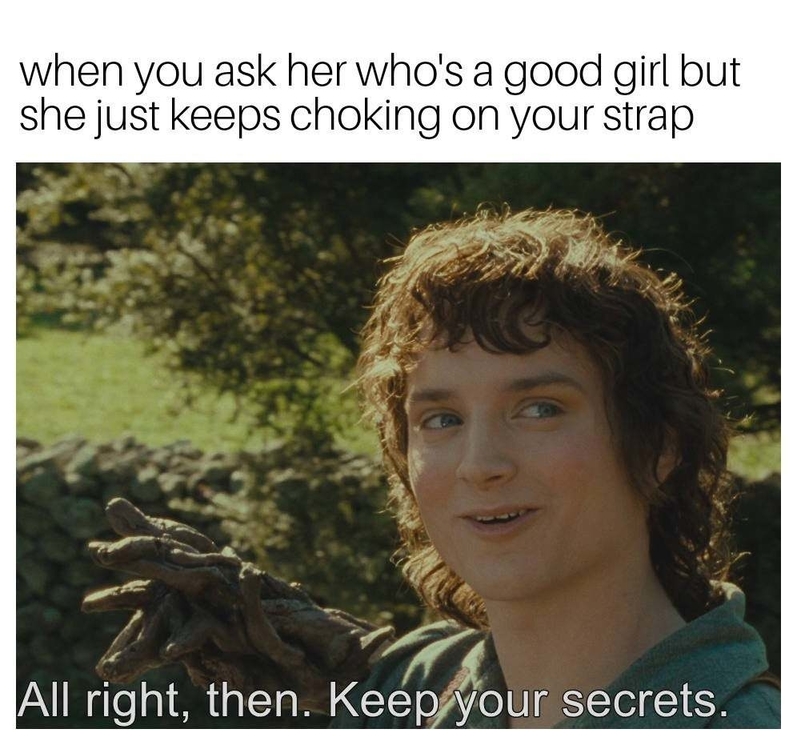 when you ask her who's a good girl but
she just keeps choking on your strap
All right, then. Keep your secrets.